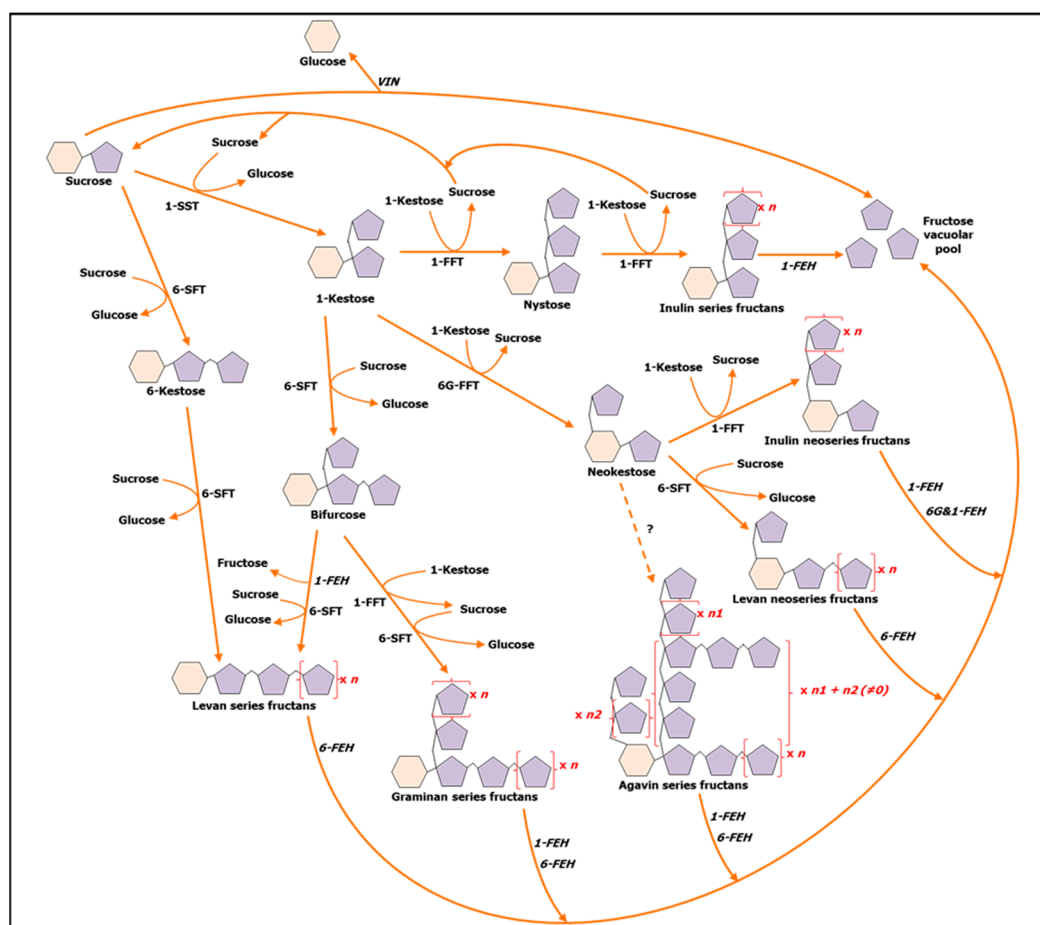 Glucose
VIN
Sucrose
Sucrose
Glucose
1-SST
1-Kestose
Sucrose
1-FFT
1-Kestose
Sucrose
1-FFT
x n
1-FEH
Fructose
vacuolar
pool
1-Kestose
Nystose
Inulin series fructans
Sucrose
6-SFT
Glucose
6-Kestose
6-SFT
Sucrose
Glucose
1-Kestose
Sucrose
6G-FFT
Neokestose
1-Kestose
Sucrose
1-FFT
x n
Inulin neoseries fructans
6-SFT
Sucrose
Glucose
1-FEH
6G&1-FEH
Sucrose
6-SFT
Glucose
Bifurcose
?
x n
Levan neoseries fructans
Fructose
1-FEH
Sucrose
6-SFT
Glucose
1-Kestose
1-FFT
Sucrose
6-SFT
Glucose
x n1
6-FEH
x n
Levan series fructans
x n
x n2
x n1 + n2 (≠0)
6-FEH
x n
Graminan series fructans
x n
Agavin series fructans
1-FEH
6-FEH
1-FEH
6-FEH